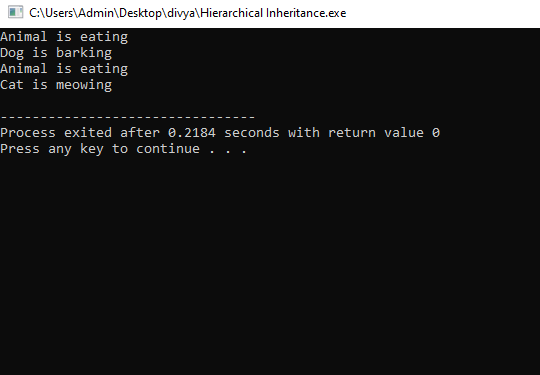 C:\Users\Admin\Desktop\divya\Hierarchical Inheritance.exe
Animal is eating
Dog is barking
Animal is eating
Cat is meowing
--------------------------------
Process exited after 0.2184 seconds with return value 0
Press any key to continue . . .